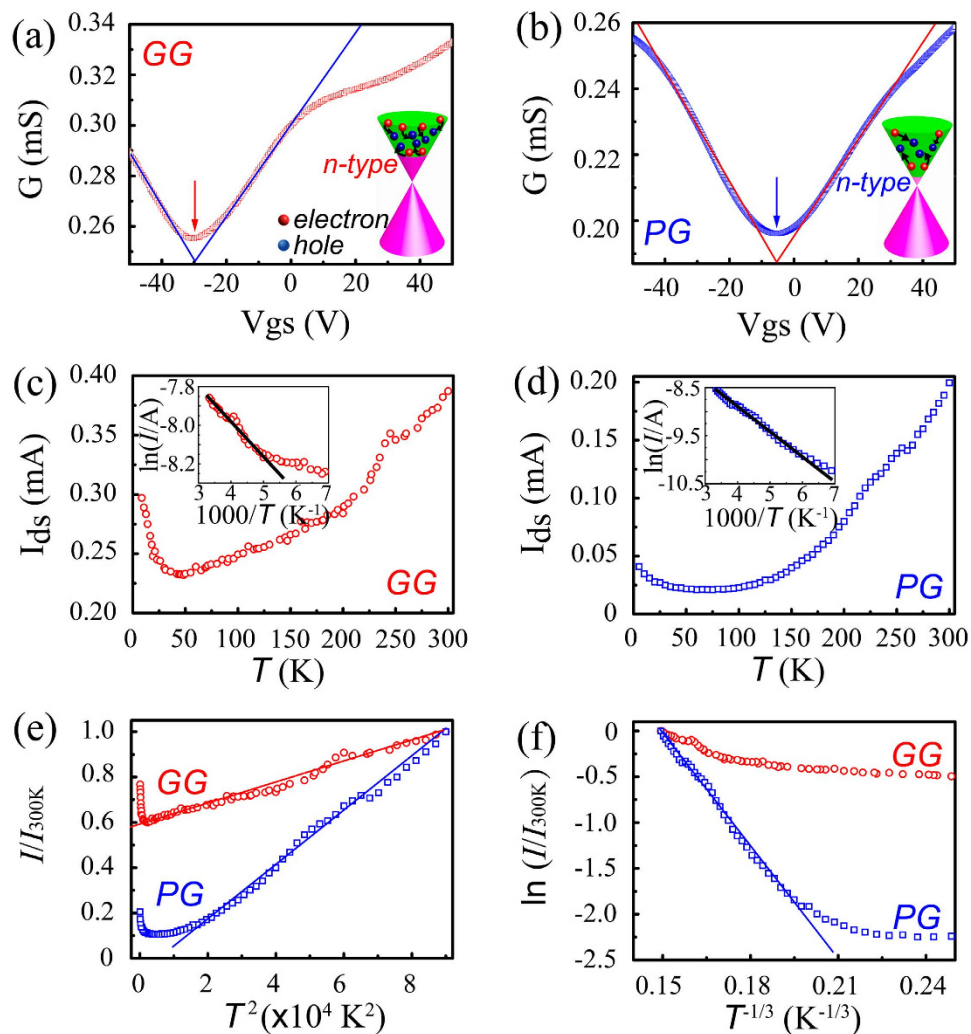 (a)
GG
G (mS)
0.34
0.32
0.30
0.28
0.26
n-type
electron
hole
-40 -20 0 20 40
Vgs (V)
(b)
PG
G (mS)
0.26
0.24
0.22
0.20
n-type
-40 -20 0 20 40
Vgs (V)
(c)
Ids (mA)
0.40
0.35
0.30
0.25
0.20
ln(I/A)
-7.8
-8.0
-8.2
3 4 5 6 7
1000/T (K-1)
GG
0 50 100 150 200 250 300
T (K)
(d)
Ids (mA)
0.20
0.15
0.10
0.05
0
ln(I/A)
-8.5
-9.5
-10.5
3 4 5 6 7
1000/T (K-1)
PG
0 50 100 150 200 250 300
T (K)
(e)
I/I300K
1.0
0.8
0.6
0.4
0.2
0
GG
PG
0 2 4 6 8
T2 (x104 K2)
(f)
ln (I/I300K)
0
-0.5
-1.0
-1.5
-2.0
-2.5
GG
PG
0.15 0.18 0.21 0.24
T-1/3 (K-1/3)